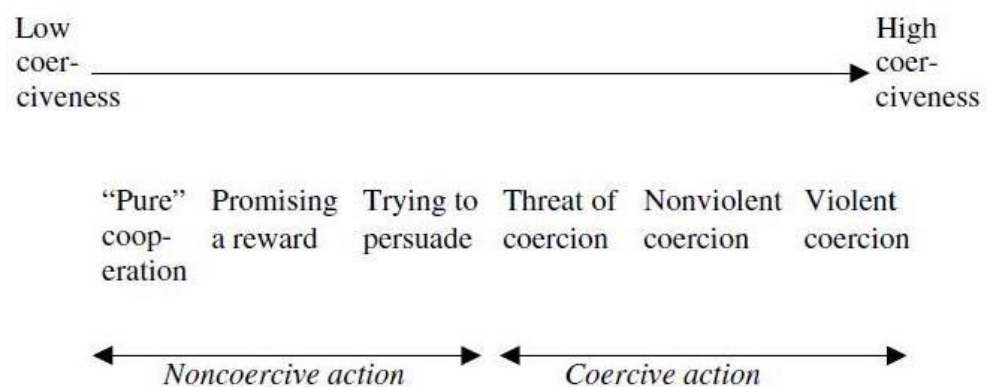 Low
coer-
civeness
High
coer-
civeness
“Pure”
coop-
eration
Promising
a reward
Trying to
persuade
Threat of
coercion
Nonviolent
coercion
Violent
coercion
Noncoercive action
Coercive action